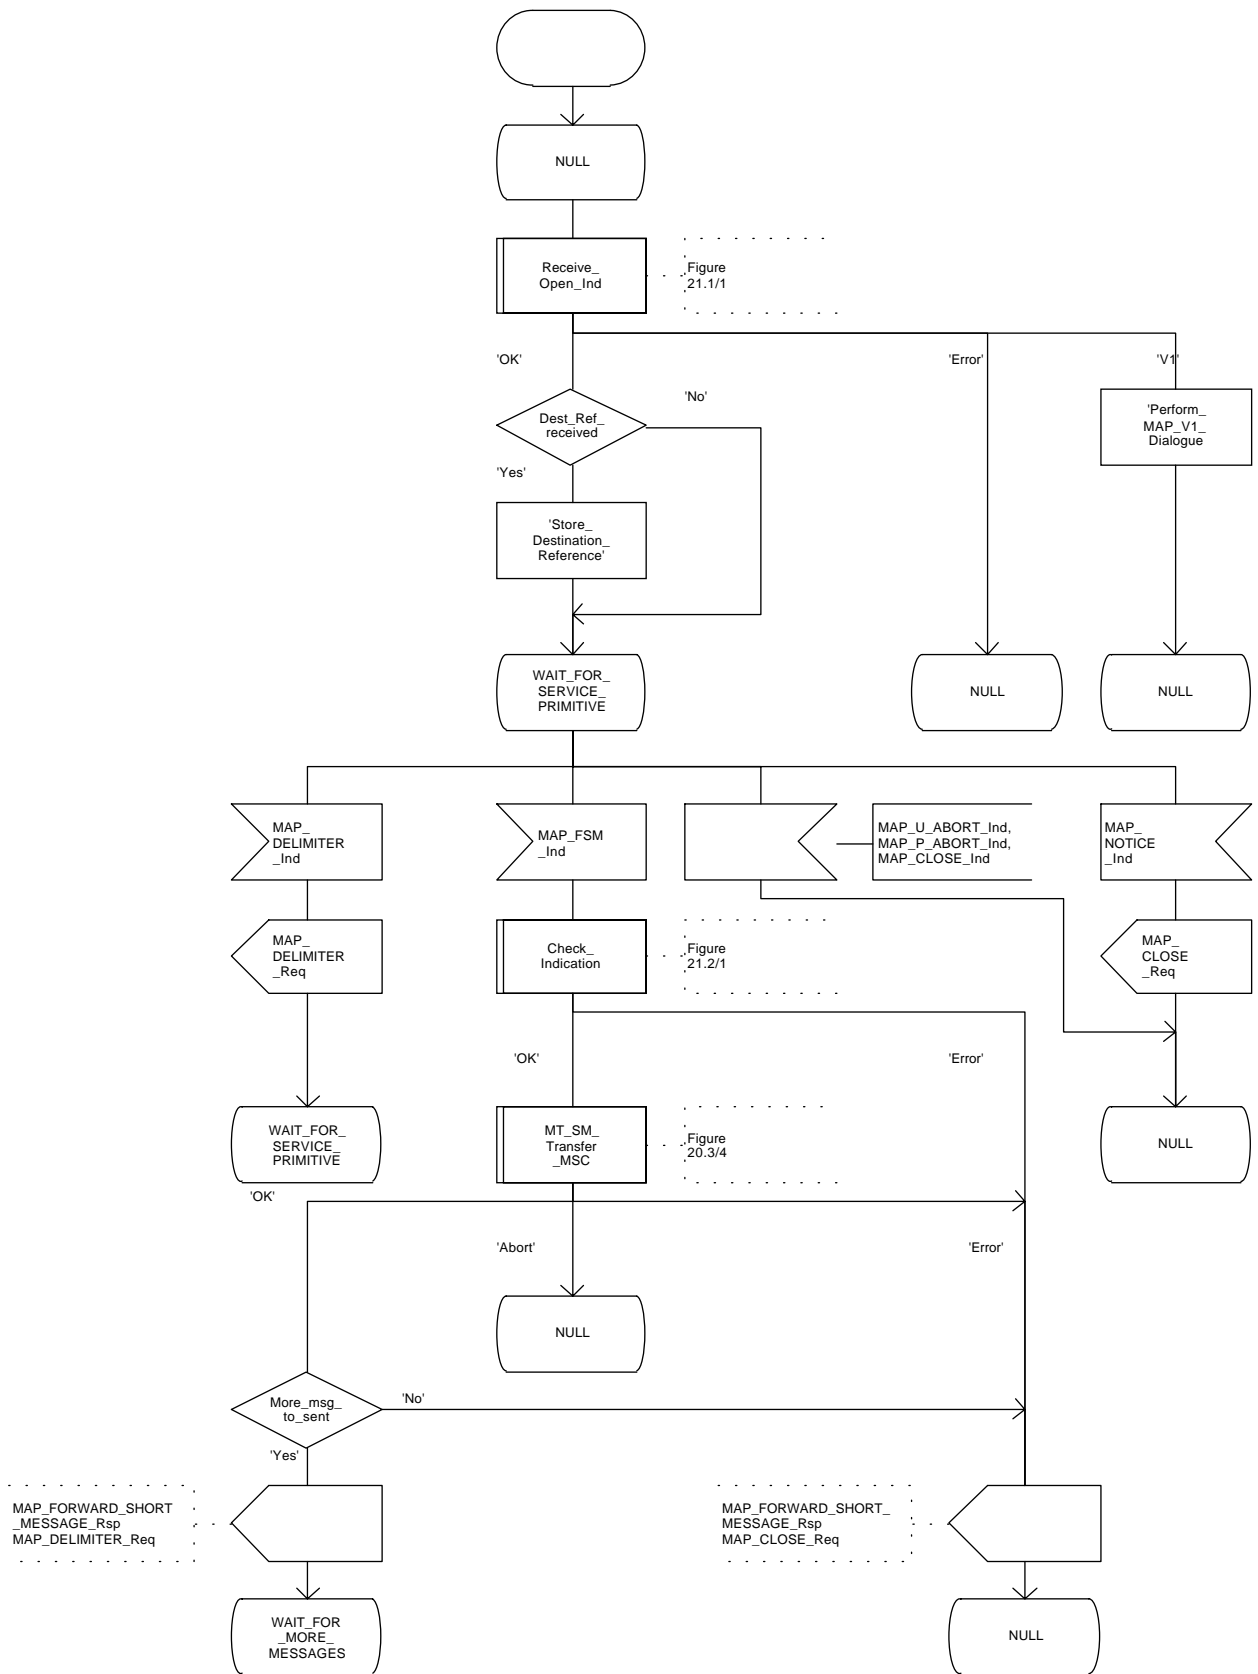 NULL
Receive_
Open_Ind
Figure
21.1/1
'OK'
'Error'
'V1'
Dest_Ref_
received
'No'
'Perform_
MAP_V1_
Dialogue
'Yes'
'Store_
Destination_
Reference'
WAIT_FOR_
SERVICE_
PRIMITIVE
NULL
NULL
MAP_
DELIMITER
_Ind
MAP_FSM
_Ind
MAP_U_ABORT_Ind,
MAP_P_ABORT_Ind,
MAP_CLOSE_Ind
MAP_
NOTICE
_Ind
MAP_
DELIMITER
_Req
Check_
Indication
Figure
21.2/1
MAP_
CLOSE
_Req
'OK'
'Error'
WAIT_FOR_
SERVICE_
PRIMITIVE
MT_SM_
Transfer
_MSC
Figure
20.3/4
NULL
'OK'
'Abort'
'Error'
NULL
More_msg_
to_sent
'No'
'Yes'
MAP_FORWARD_SHORT
_MESSAGE_Rsp
MAP_DELIMITER_Req
MAP_FORWARD_SHORT_
MESSAGE_Rsp
MAP_CLOSE_Req
WAIT_FOR
_MORE_
MESSAGES
NULL